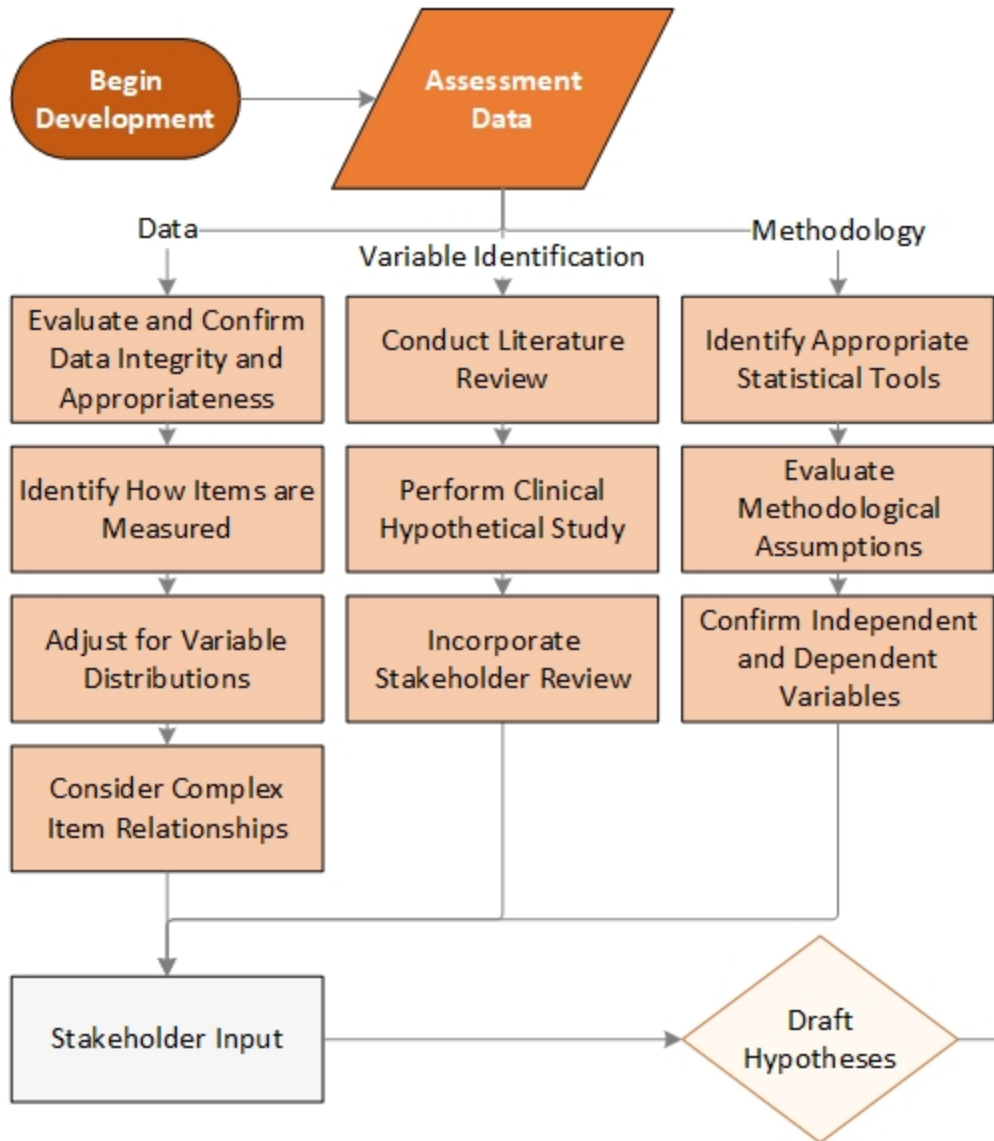 Begin
Development
Assessment
Data
Data
Variable Identification
Methodology
Evaluate and Confirm
Data Integrity and
Appropriateness
Conduct Literature
Review
Identify Appropriate
Statistical Tools
Identify How Items are
Measured
Perform Clinical
Hypothetical Study
Evaluate
Methodological
Assumptions
Adjust for Variable
Distributions
Incorporate
Stakeholder Review
Confirm Independent
and Dependent
Variables
Consider Complex
Item Relationships
Stakeholder Input
Draft
Hypotheses